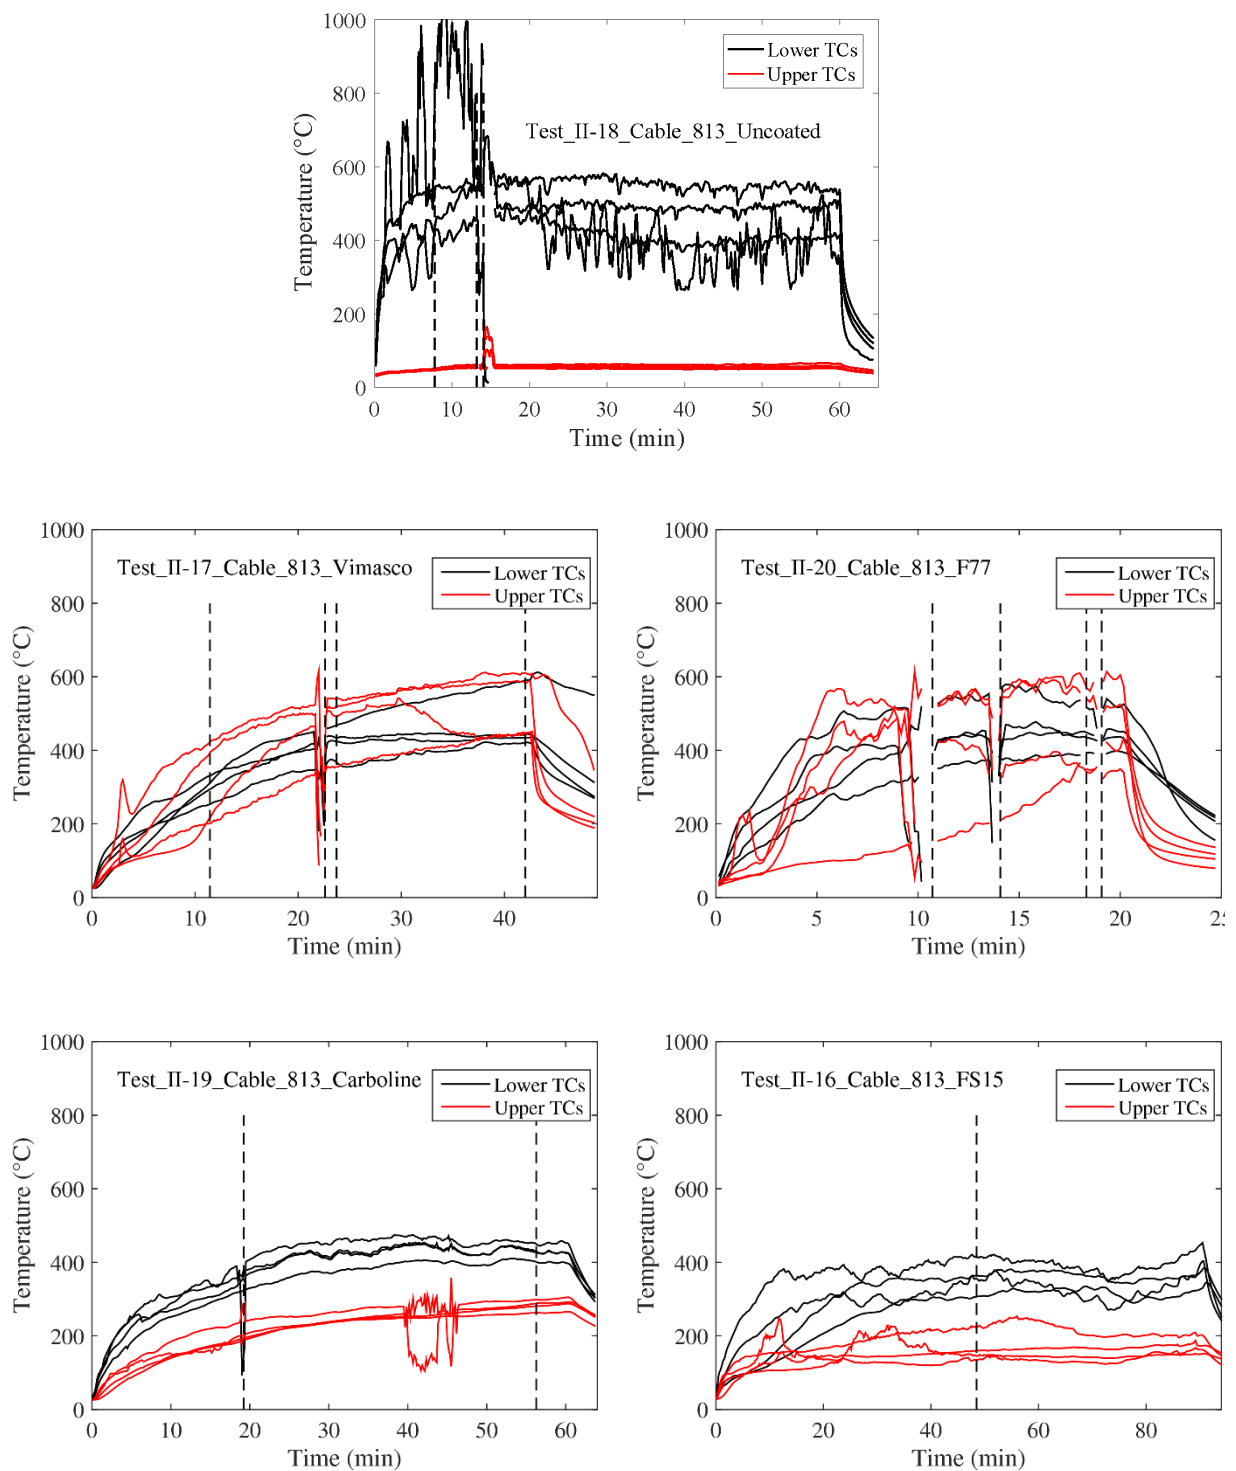 1000
800
600
400
200
0
Temperature (°C)
Lower TCs
Upper TCs
Test_II-18_Cable_813_Uncoated
0 10 20 30 40 50 60
Time (min)
1000
800
600
400
200
0
Temperature (°C)
Test_II-17_Cable_813_Vimasco
Lower TCs
Upper TCs
0 10 20 30 40
Time (min)
1000
800
600
400
200
0
Temperature (°C)
Test_II-20_Cable_813_F77
Lower TCs
Upper TCs
0 5 10 15 20
Time (min)
1000
800
600
400
200
0
Temperature (°C)
Test_II-19_Cable_813_Carboline
Lower TCs
Upper TCs
0 10 20 30 40 50 60
Time (min)
1000
800
600
400
200
0
Temperature (°C)
Test_II-16_Cable_813_FS15
Lower TCs
Upper TCs
0 20 40 60 80
Time (min)